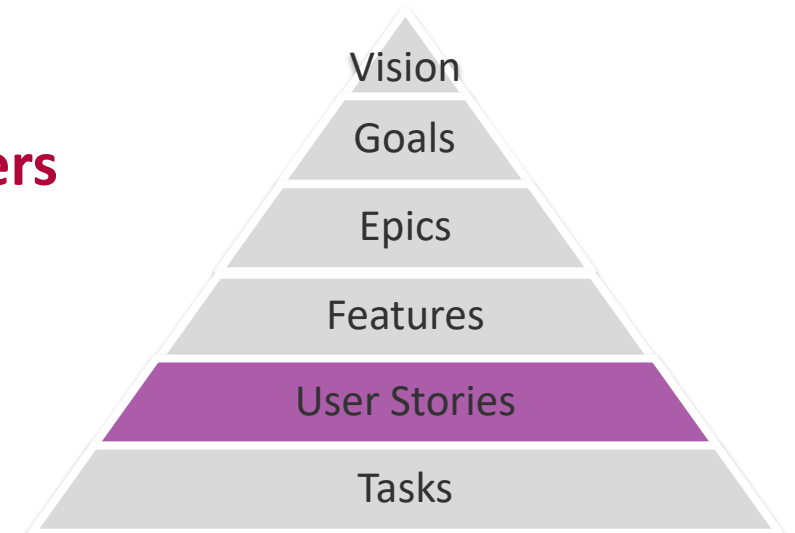 Vision
Goals
ers
Epics
Features
User Stories
Tasks